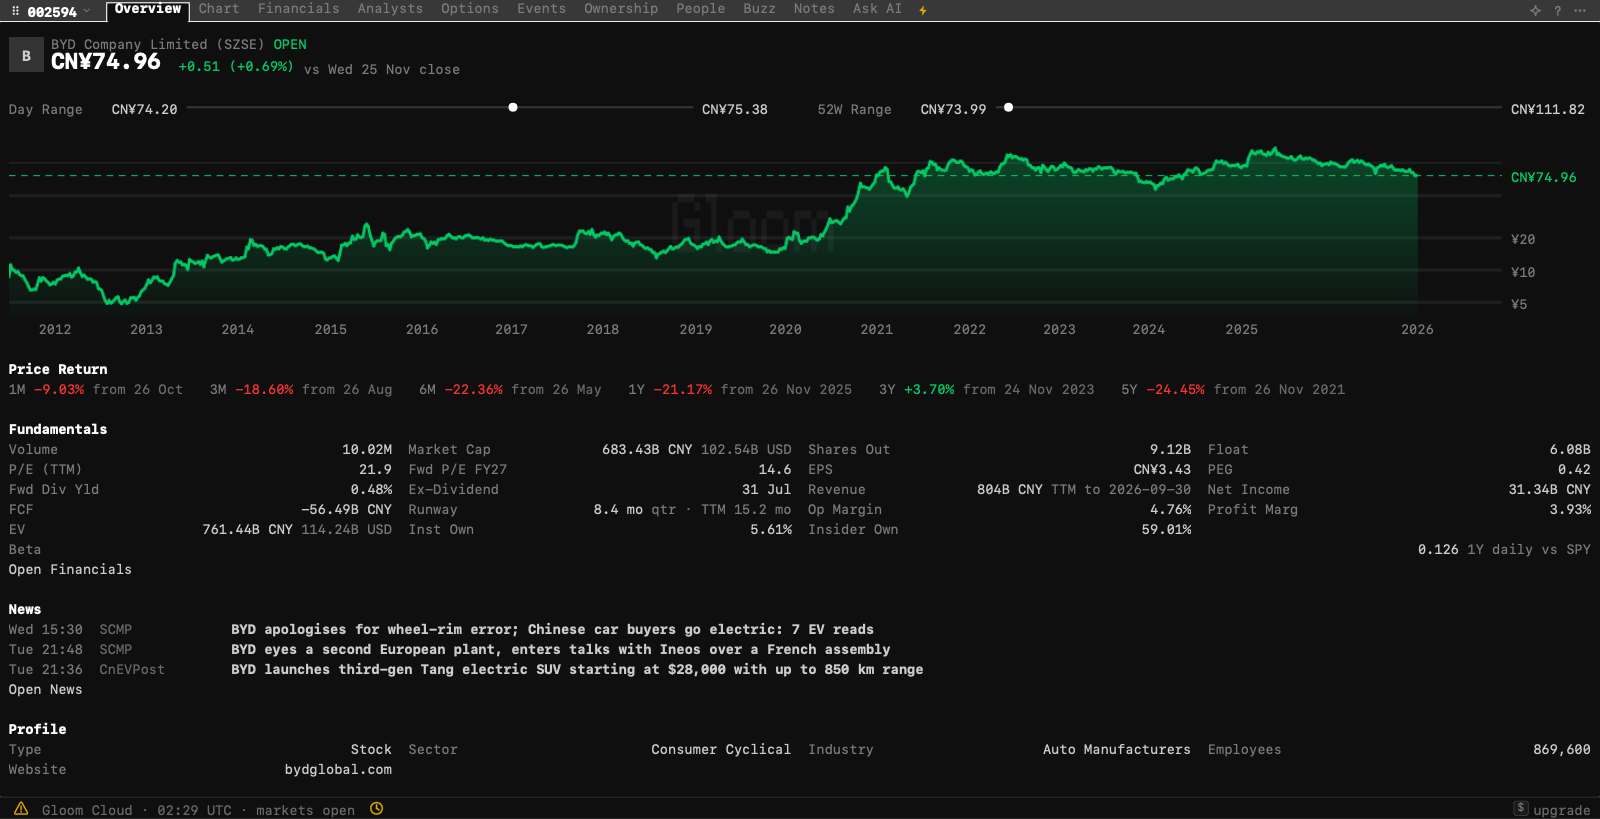 002594 Overview Chart Financials Analysts Options Events Ownership People Buzz Notes Ask AI ?
B
BYD Company Limited (SZSE) OPEN
CN¥74.96 +0.51 (+0.69%) vs Wed 25 Nov close
Day Range CN¥74.20 CN¥75.38 52W Range CN¥73.99 CN¥111.82
Gloom
CN¥74.96
¥20
¥10
¥5
2012 2013 2014 2015 2016 2017 2018 2019 2020 2021 2022 2023 2024 2025 2026
Price Return
1M −9.03% from 26 Oct 3M −18.60% from 26 Aug 6M −22.36% from 26 May 1Y −21.17% from 26 Nov 2025 3Y +3.70% from 24 Nov 2023 5Y −24.45% from 26 Nov 2021
Fundamentals
Volume 10.02M Market Cap 683.43B CNY 102.54B USD Shares Out 9.12B Float 6.08B
P/E (TTM) 21.9 Fwd P/E FY27 14.6 EPS CN¥3.43 PEG 0.42
Fwd Div Yld 0.48% Ex-Dividend 31 Jul Revenue 804B CNY TTM to 2026-09-30 Net Income 31.34B CNY
FCF −56.49B CNY Runway 8.4 mo qtr · TTM 15.2 mo Op Margin 4.76% Profit Marg 3.93%
EV 761.44B CNY 114.24B USD Inst Own 5.61% Insider Own 59.01%
Beta 0.126 1Y daily vs SPY
Open Financials
News
Wed 15:30 SCMP BYD apologises for wheel-rim error; Chinese car buyers go electric: 7 EV reads
Tue 21:48 SCMP BYD eyes a second European plant, enters talks with Ineos over a French assembly
Tue 21:36 CnEVPost BYD launches third-gen Tang electric SUV starting at $28,000 with up to 850 km range
Open News
Profile
Type Stock Sector Consumer Cyclical Industry Auto Manufacturers Employees 869,600
Website bydglobal.com
Gloom Cloud · 02:29 UTC · markets open $ upgrade